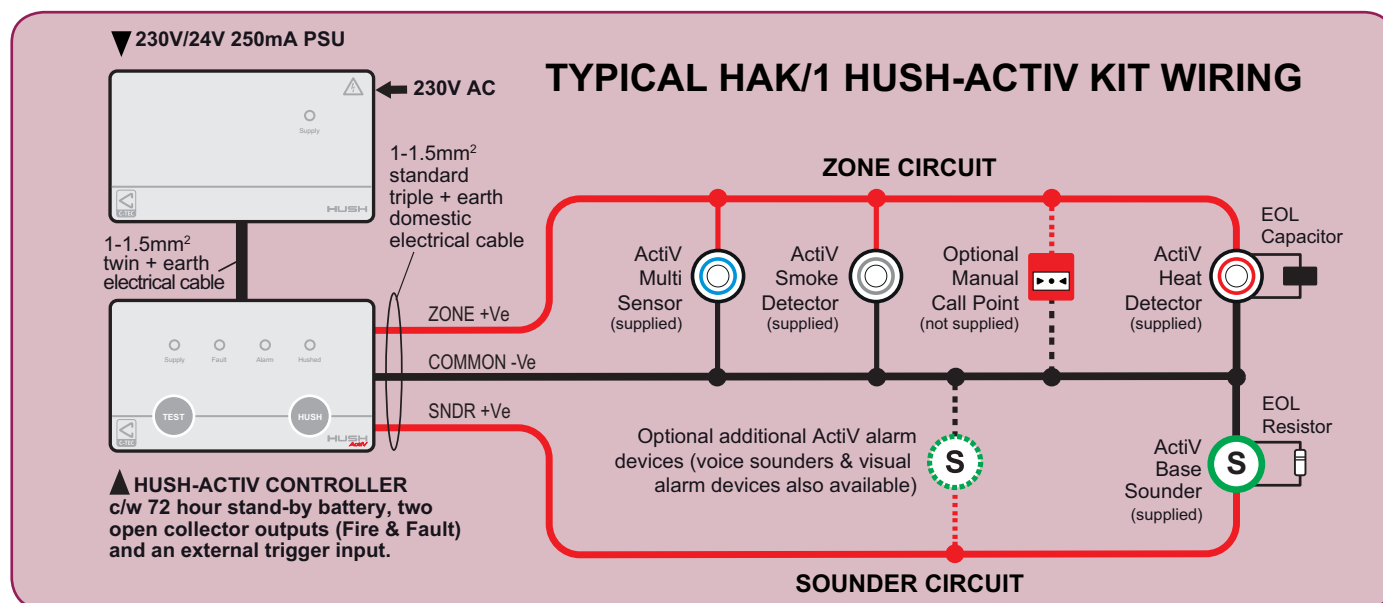 ▼ 230V/24V 250mA PSU
TYPICAL HAK/1 HUSH-ACTIV KIT WIRING
230V AC
Supply
C-TEC
HUSH
1-1.5mm²
standard
triple + earth
domestic
electrical cable
1-1.5mm²
twin + earth
electrical cable
ZONE CIRCUIT
ActiV
Multi
Sensor
(supplied)
ActiV
Smoke
Detector
(supplied)
Optional
Manual
Call Point
(not supplied)
ActiV
Heat
Detector
(supplied)
EOL
Capacitor
ZONE +Ve
COMMON -Ve
SNDR +Ve
Supply
Fault
Alarm
Hushed
TEST
HUSH
C-TEC
HUSH
ActiV
Optional additional ActiV alarm
devices (voice sounders & visual
alarm devices also available)
S
ActiV
Base
Sounder
(supplied)
S
EOL
Resistor
▲ HUSH-ACTIV CONTROLLER
c/w 72 hour stand-by battery, two
open collector outputs (Fire & Fault)
and an external trigger input.
SOUNDER CIRCUIT